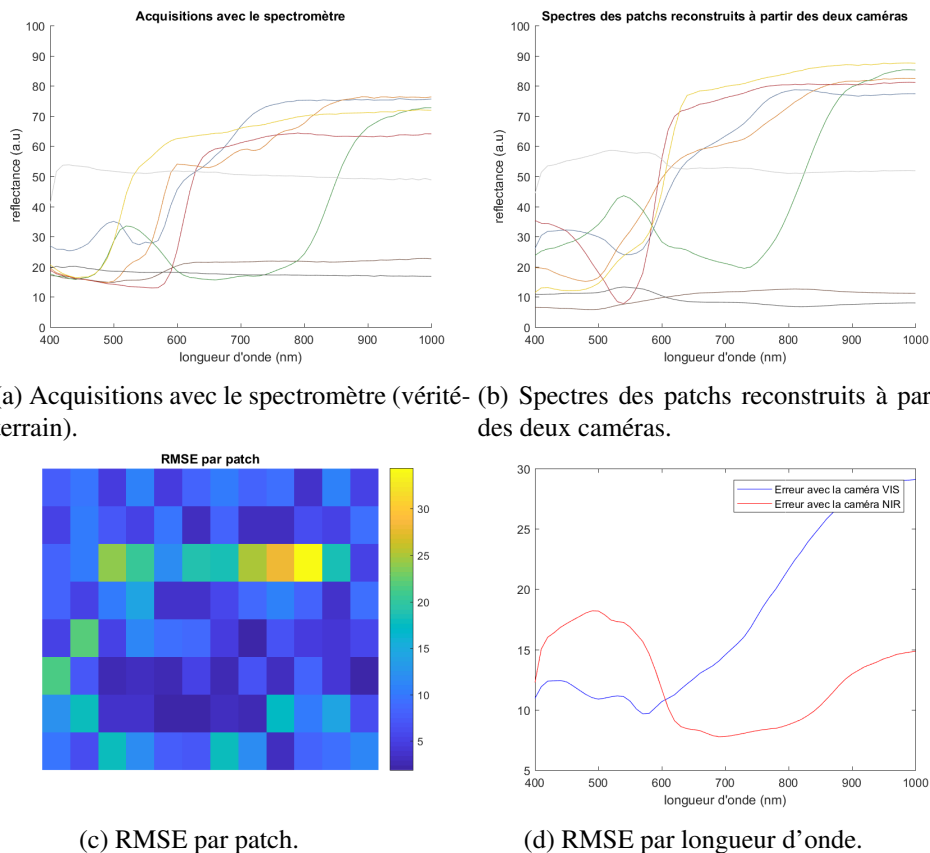 Acquisitions avec le spectromètre
Spectres des patchs reconstruits à partir des deux caméras
100
90
80
70
60
50
40
30
20
10
0
reflectance (a.u)
400 500 600 700 800 900 1000
longueur d'onde (nm)
100
90
80
70
60
50
40
30
20
10
0
reflectance (a.u)
400 500 600 700 800 900 1000
longueur d'onde (nm)
a) Acquisitions avec le spectromètre (vérité-
terrain).
(b) Spectres des patchs reconstruits à par
des deux caméras.
RMSE par patch
30
25
20
15
10
5
30
25
20
15
10
5
Erreur avec la caméra VIS
Erreur avec la caméra NIR
400 500 600 700 800 900 1000
longueur d'onde (nm)
(c) RMSE par patch.
(d) RMSE par longueur d'onde.